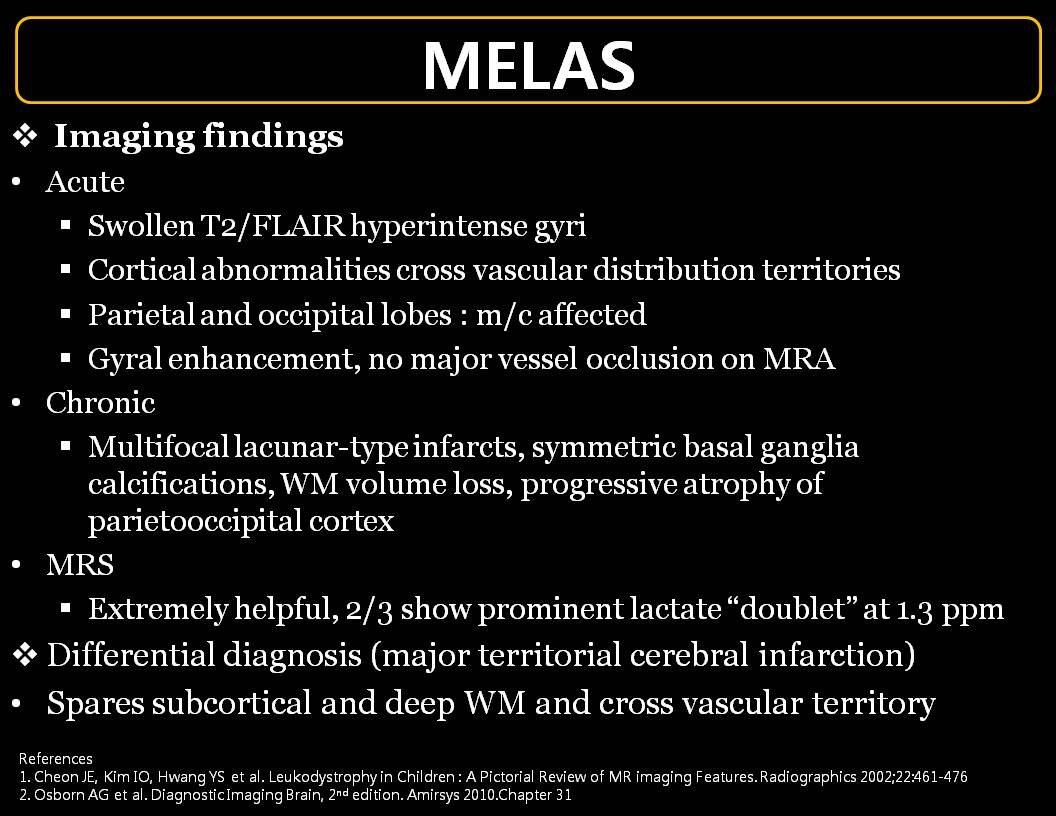 MELAS
❖ Imaging findings
• Acute
▪ Swollen T2/FLAIR hyperintense gyri
▪ Cortical abnormalities cross vascular distribution territories
▪ Parietal and occipital lobes : m/c affected
▪ Gyral enhancement, no major vessel occlusion on MRA
• Chronic
▪ Multifocal lacunar-type infarcts, symmetric basal ganglia
calcifications, WM volume loss, progressive atrophy of
parietooccipital cortex
• MRS
▪ Extremely helpful, 2/3 show prominent lactate “doublet” at 1.3 ppm
❖ Differential diagnosis (major territorial cerebral infarction)
• Spares subcortical and deep WM and cross vascular territory
References
1. Cheon JE, Kim IO, Hwang YS et al. Leukodystrophy in Children : A Pictorial Review of MR imaging Features. Radiographics 2002;22:461-476
2. Osborn AG et al. Diagnostic Imaging Brain, 2nd edition. Amirsys 2010.Chapter 31